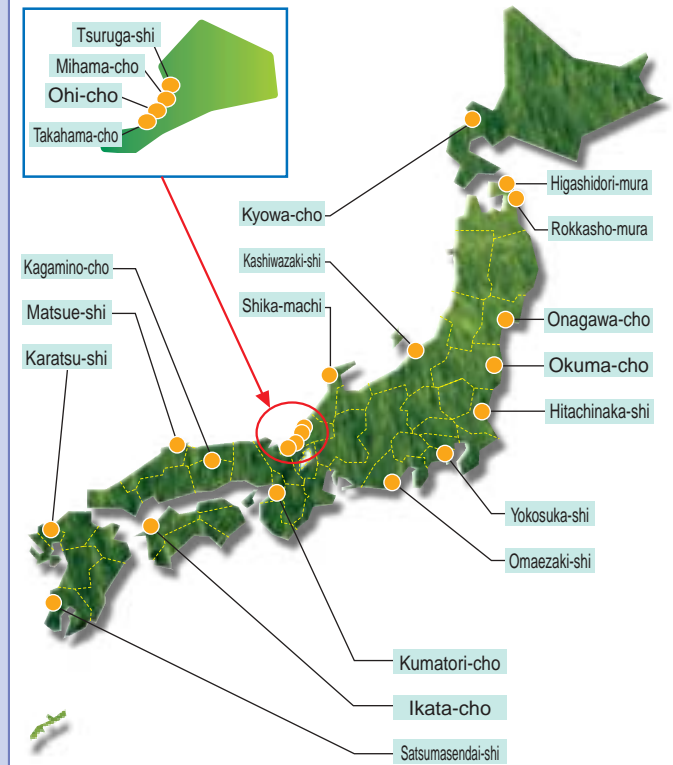 Tsuruga-shi
Mihama-cho
Ohi-cho
Takahama-cho
Higashidori-mura
Kyowa-cho
Rokkasho-mura
Kashiwazaki-shi
Kagamino-cho
Shika-machi
Matsue-shi
Onagawa-cho
Karatsu-shi
Okuma-cho
Hitachinaka-shi
Yokosuka-shi
Omaezaki-shi
Kumatori-cho
Ikata-cho
Satsumasendai-shi